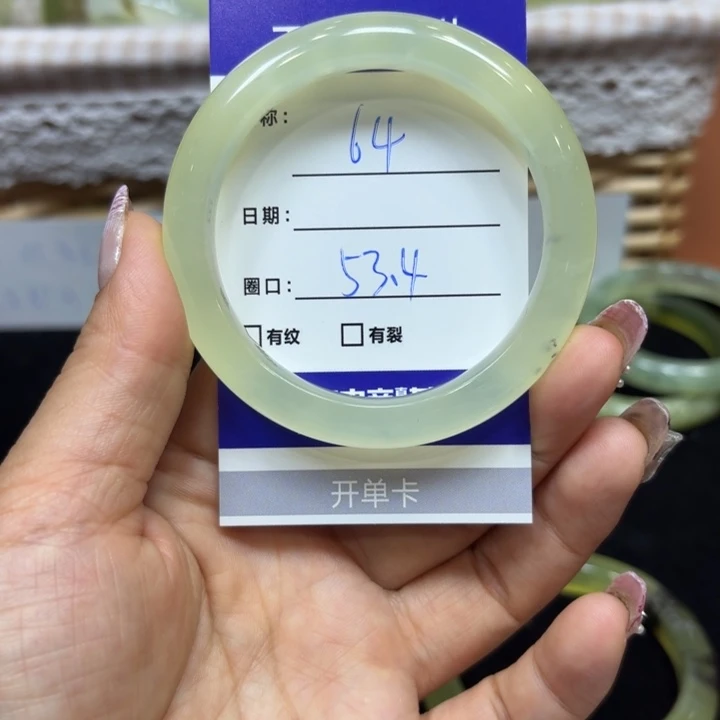 称: 64
日期:
圈口: 53.4
有纹 有裂
开单卡